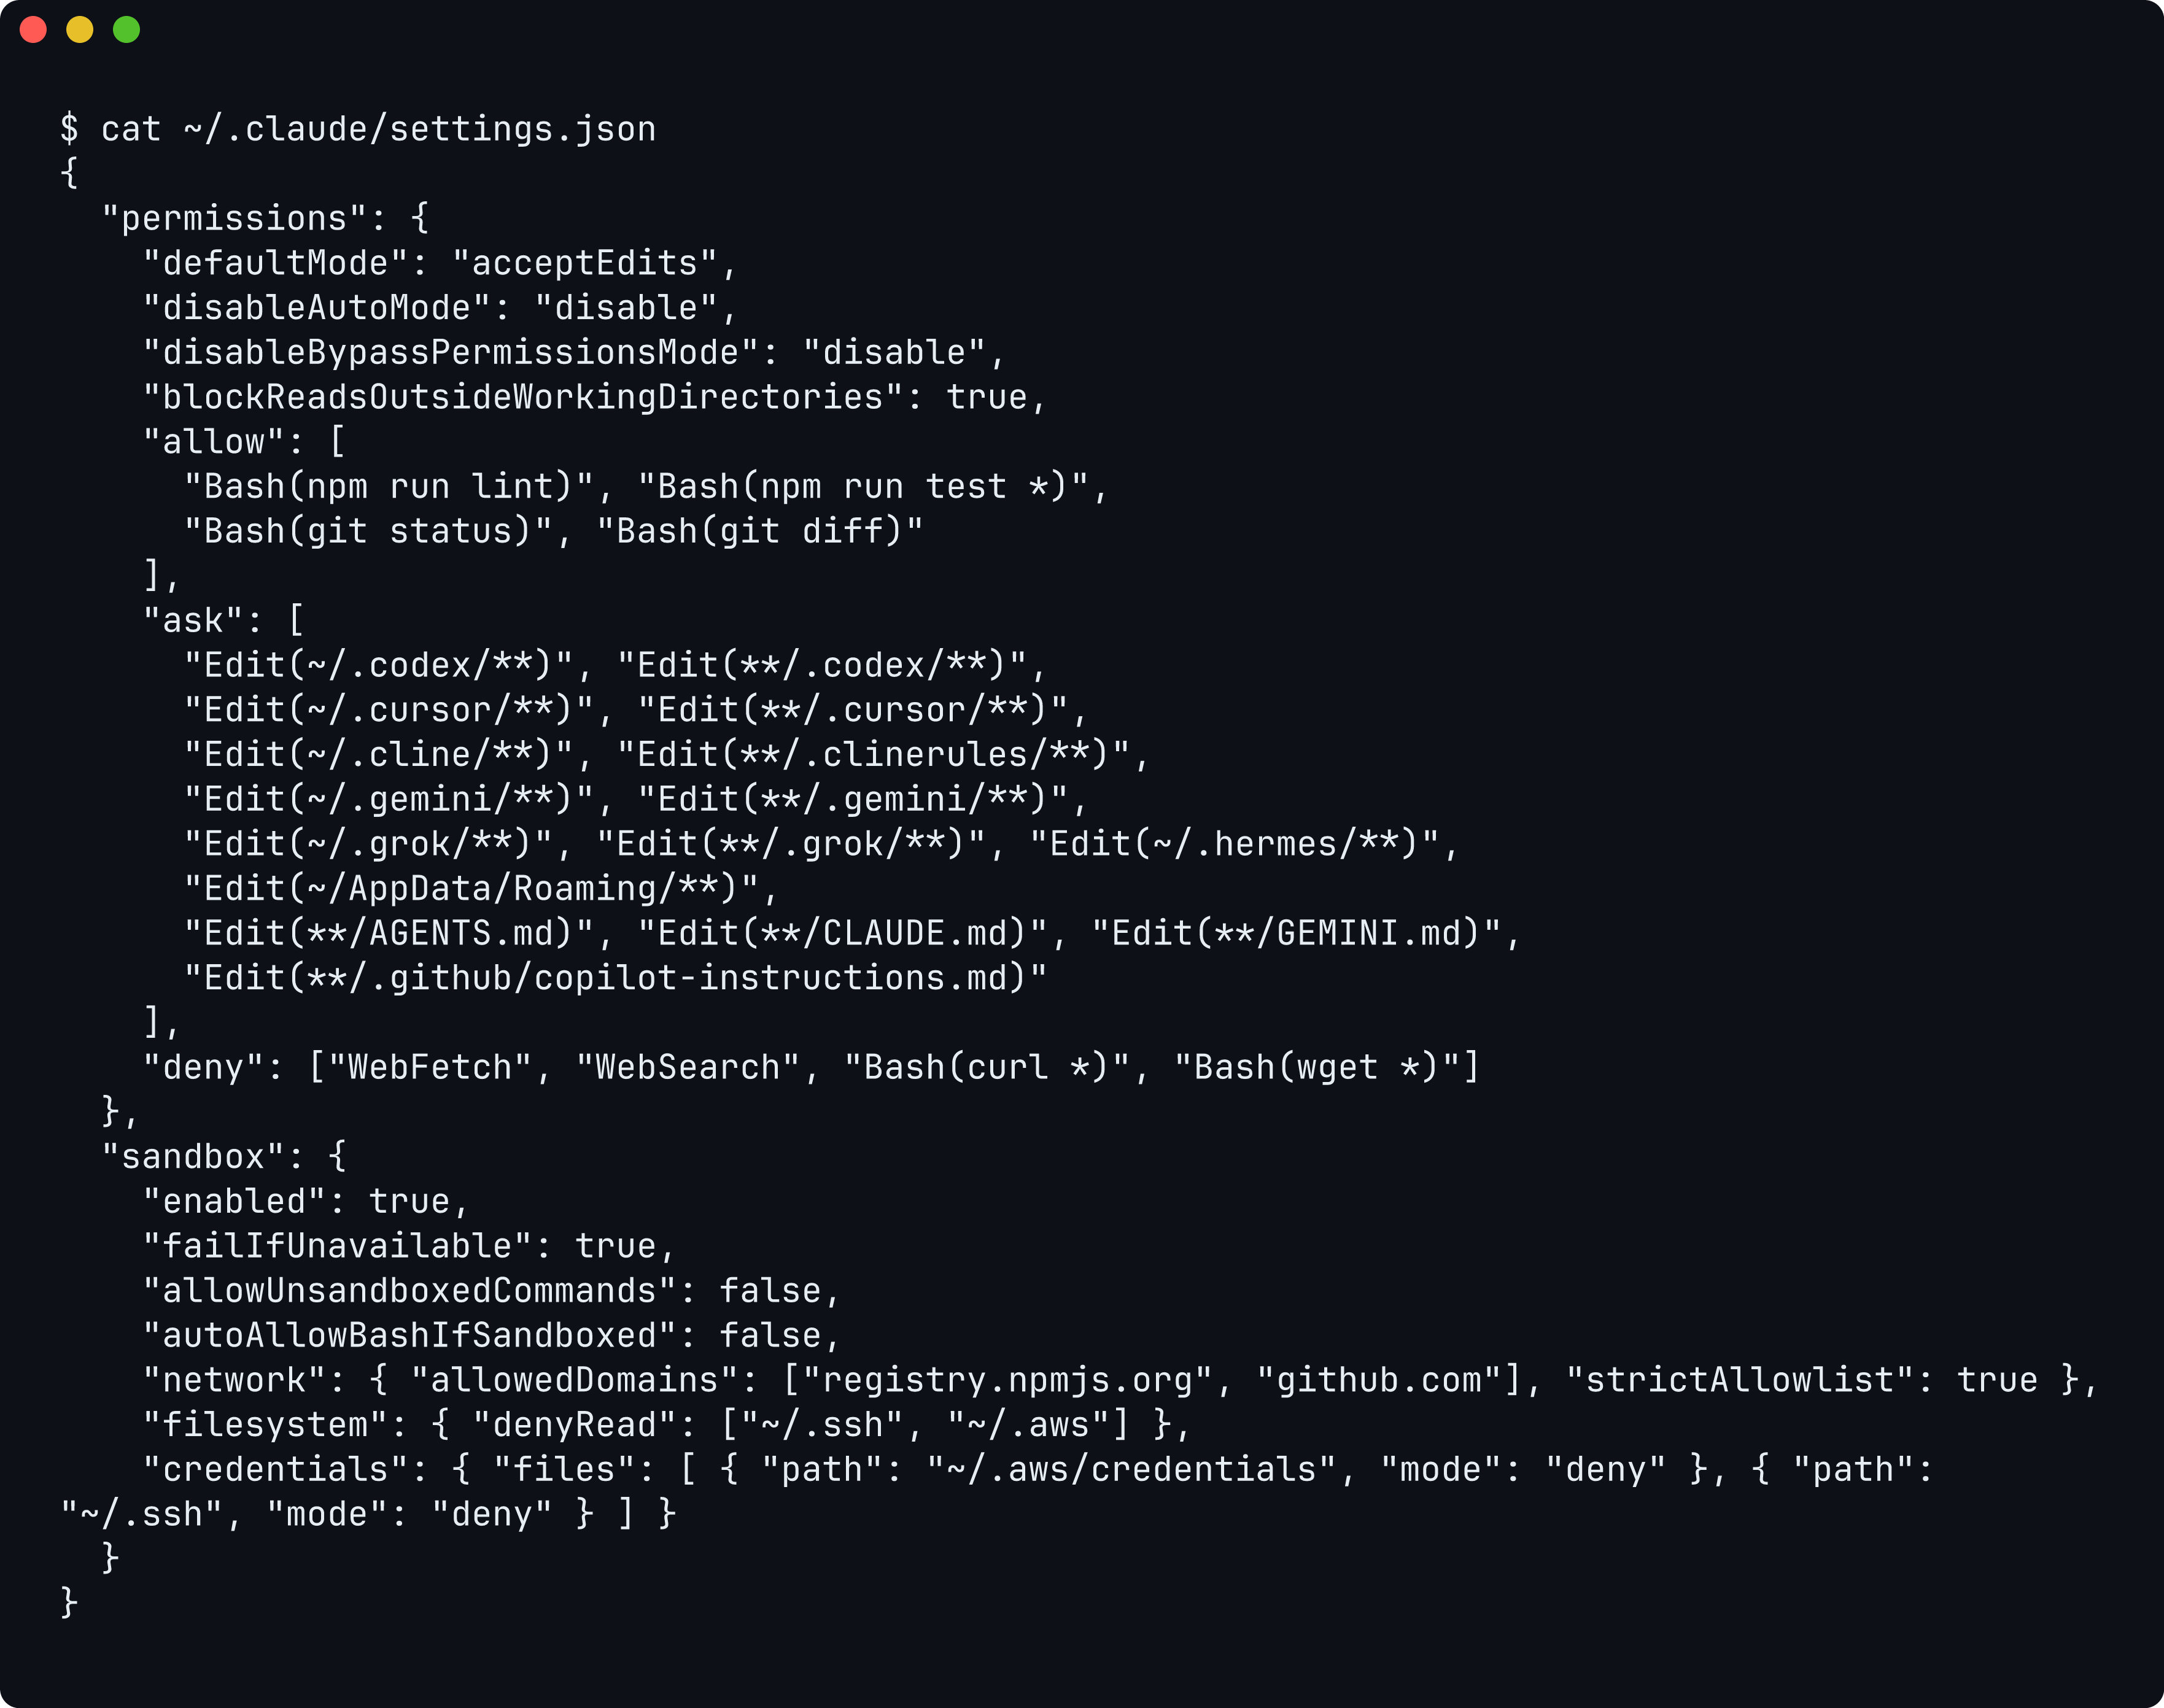 $ cat ~/.claude/settings.json
{
  "permissions": {
    "defaultMode": "acceptEdits",
    "disableAutoMode": "disable",
    "disableBypassPermissionsMode": "disable",
    "blockReadsOutsideWorkingDirectories": true,
    "allow": [
      "Bash(npm run lint)", "Bash(npm run test *)",
      "Bash(git status)", "Bash(git diff)"
    ],
    "ask": [
      "Edit(~/.codex/**)", "Edit(**/.codex/**)",
      "Edit(~/.cursor/**)", "Edit(**/.cursor/**)",
      "Edit(~/.cline/**)", "Edit(**/.clinerules/**)",
      "Edit(~/.gemini/**)", "Edit(**/.gemini/**)",
      "Edit(~/.grok/**)", "Edit(**/.grok/**)", "Edit(~/.hermes/**)",
      "Edit(~/AppData/Roaming/**)",
      "Edit(**/AGENTS.md)", "Edit(**/CLAUDE.md)", "Edit(**/GEMINI.md)",
      "Edit(**/.github/copilot-instructions.md)"
    ],
    "deny": ["WebFetch", "WebSearch", "Bash(curl *)", "Bash(wget *)"]
  },
  "sandbox": {
    "enabled": true,
    "failIfUnavailable": true,
    "allowUnsandboxedCommands": false,
    "autoAllowBashIfSandboxed": false,
    "network": { "allowedDomains": ["registry.npmjs.org", "github.com"], "strictAllowlist": true },
    "filesystem": { "denyRead": ["~/.ssh", "~/.aws"] },
    "credentials": { "files": [ { "path": "~/.aws/credentials", "mode": "deny" }, { "path":
"~/.ssh", "mode": "deny" } ] }
  }
}